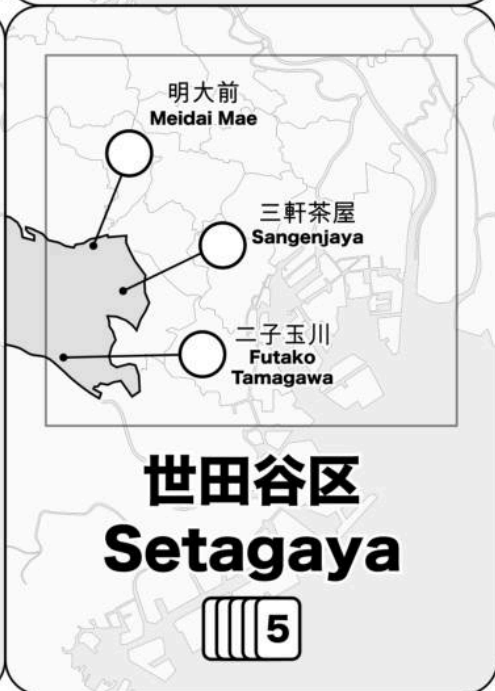 明大前
Meidai Mae
三軒茶屋
Sangenjaya
二子玉川
Futako
Tamagawa
世田谷区
Setagaya
5